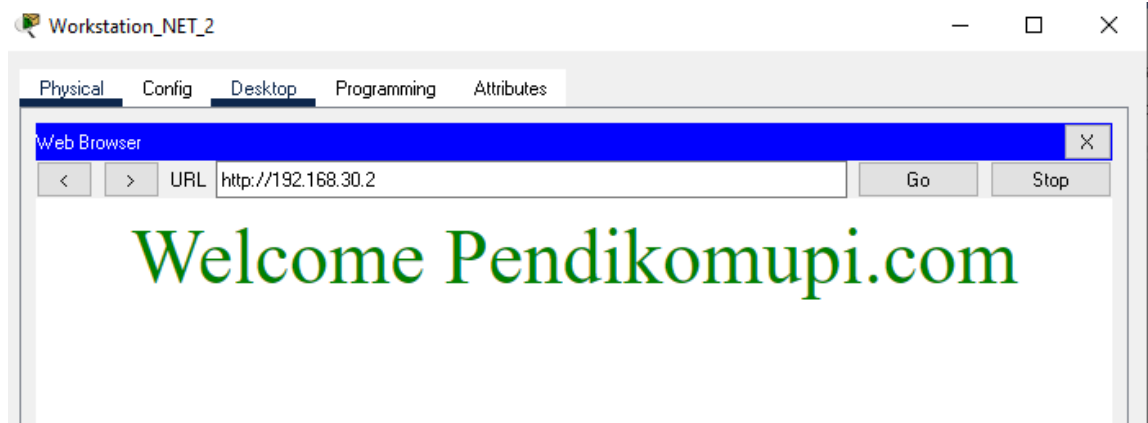 Workstation_NET_2
Physical Config Desktop Programming Attributes
Web Browser X
< > URL http://192.168.30.2 Go Stop
Welcome Pendikomupi.com